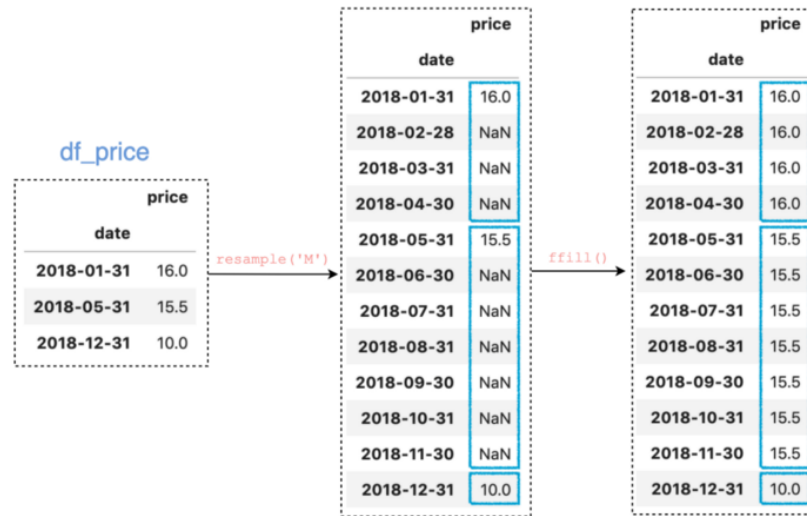 df_price
price
date
2018-01-31 16.0
2018-05-31 15.5
2018-12-31 10.0
resample('M')
price
date
2018-01-31 16.0
2018-02-28 NaN
2018-03-31 NaN
2018-04-30 NaN
2018-05-31 15.5
2018-06-30 NaN
2018-07-31 NaN
2018-08-31 NaN
2018-09-30 NaN
2018-10-31 NaN
2018-11-30 NaN
2018-12-31 10.0
ffill()
price
date
2018-01-31 16.0
2018-02-28 16.0
2018-03-31 16.0
2018-04-30 16.0
2018-05-31 15.5
2018-06-30 15.5
2018-07-31 15.5
2018-08-31 15.5
2018-09-30 15.5
2018-10-31 15.5
2018-11-30 15.5
2018-12-31 10.0